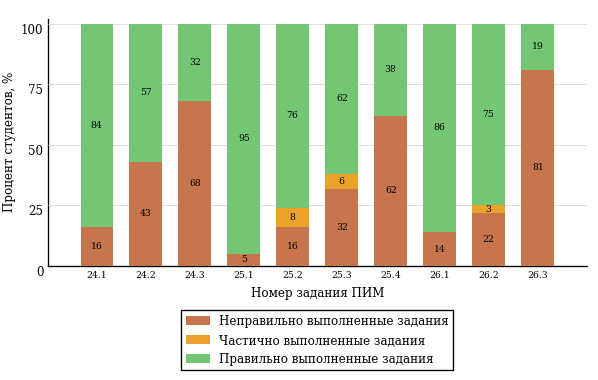 Процент студентов, %
100
84 57 32 95 76 62 38 86 75 19
75
50
25
0
8 6 3
16 43 68 5 16 32 62 14 22 81
24.1 24.2 24.3 25.1 25.2 25.3 25.4 26.1 26.2 26.3
Номер задания ПИМ
Неправильно выполненные задания
Частично выполненные задания
Правильно выполненные задания